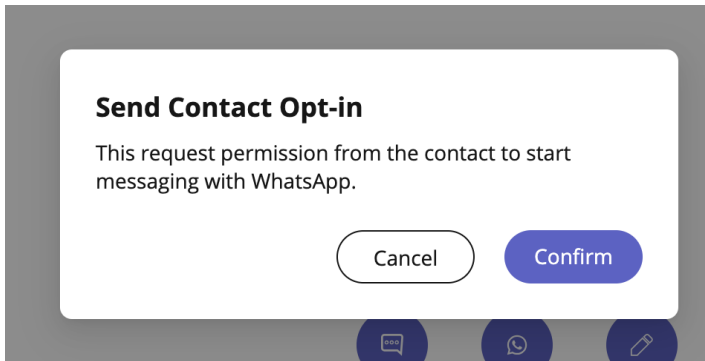 Send Contact Opt-in
This request permission from the contact to start
messaging with WhatsApp.
Cancel
Confirm